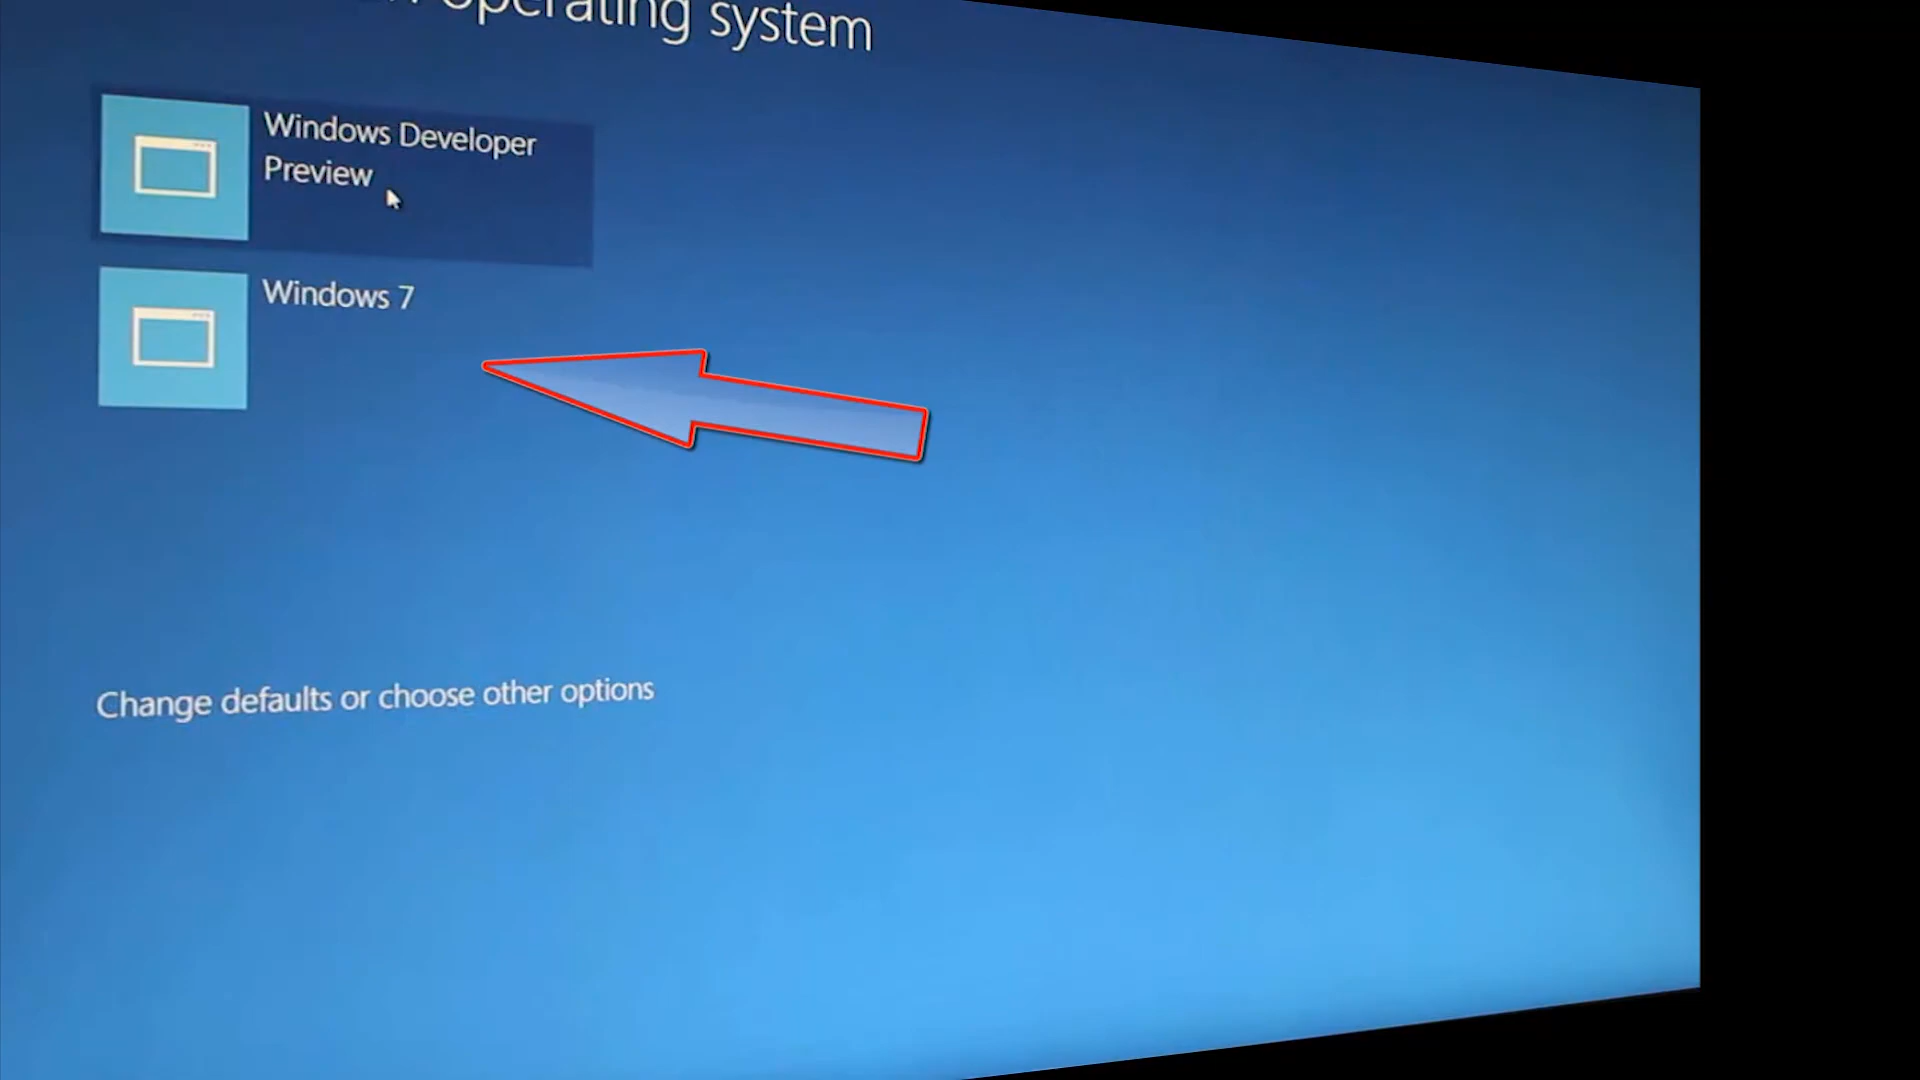 operating system
Windows Developer
Preview
Windows 7
Change defaults or choose other options